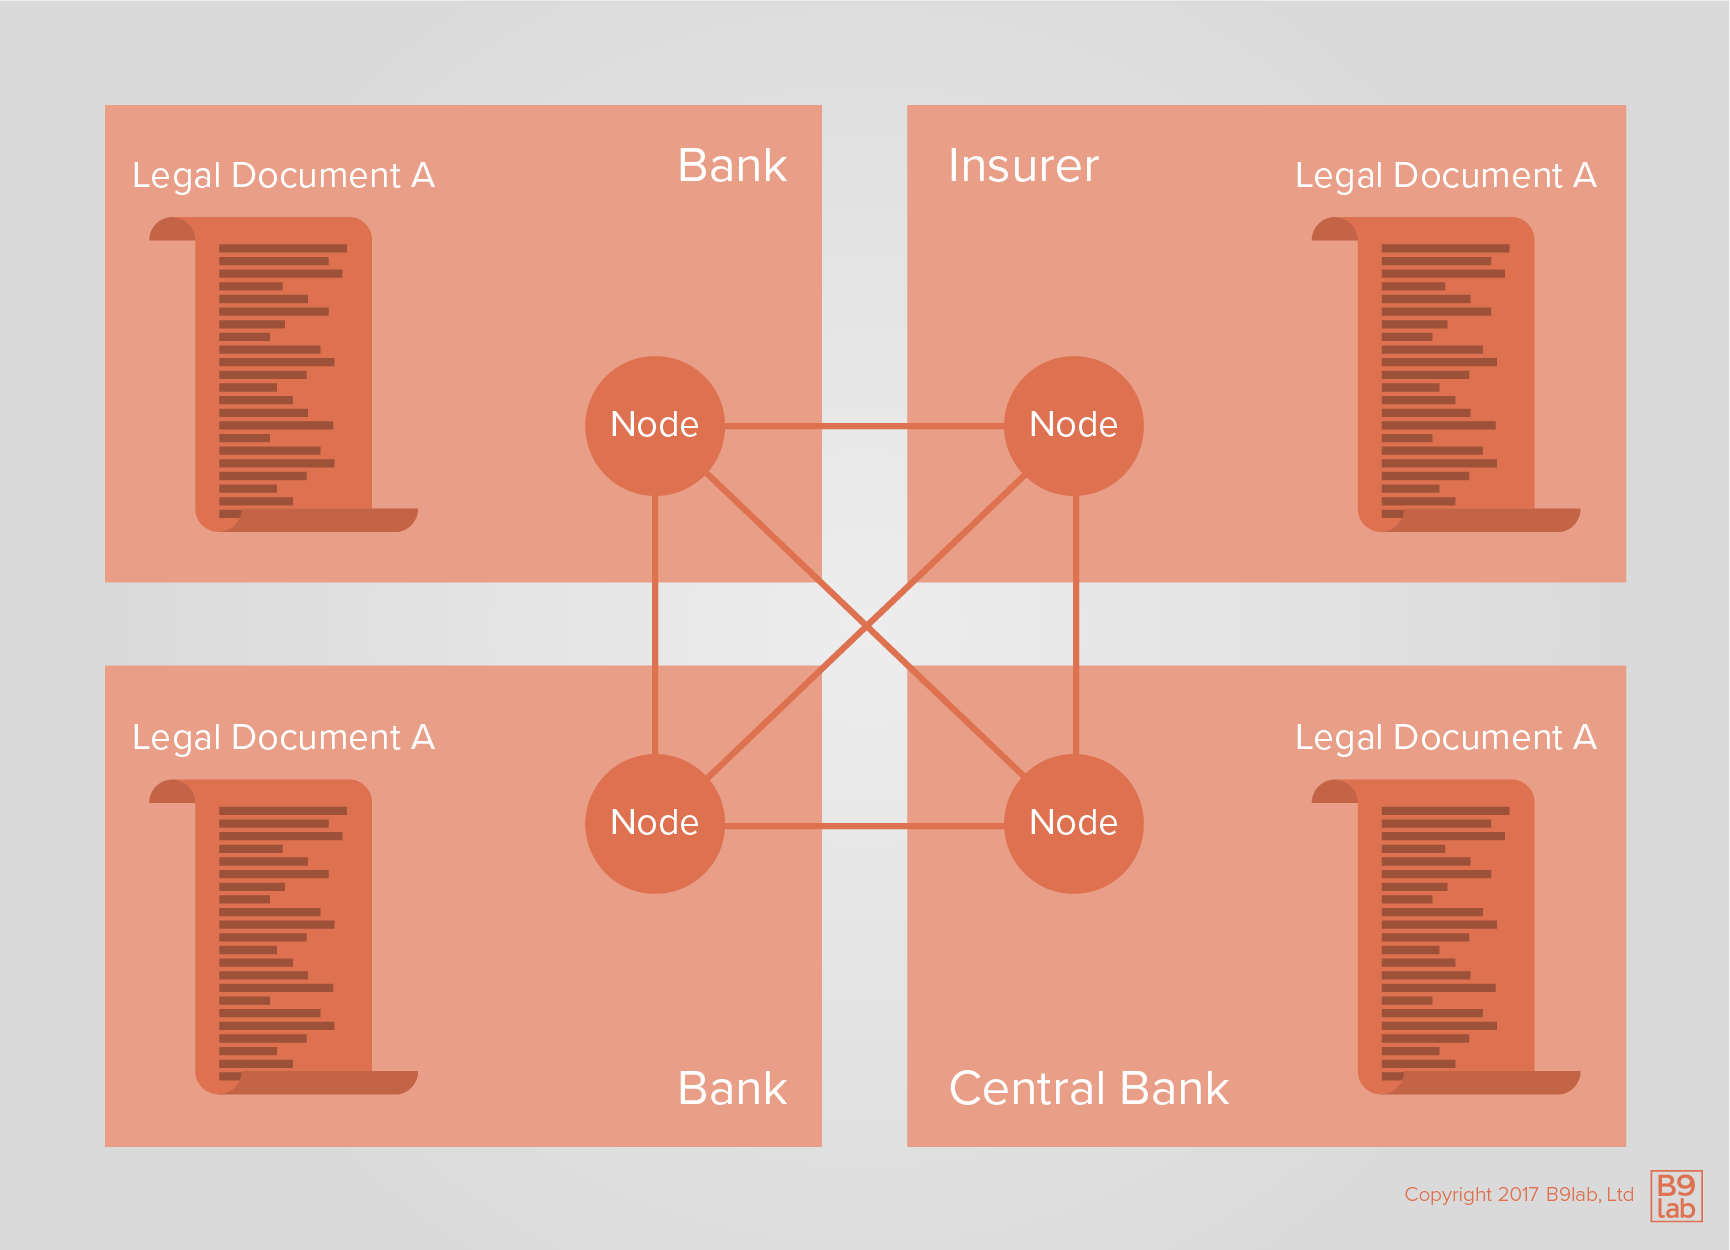 Legal Document A
Bank
Node
Insurer
Legal Document A
Node
Legal Document A
Node
Bank
Legal Document A
Node
Central Bank
Copyright 2017 B9lab, Ltd
B9
lab